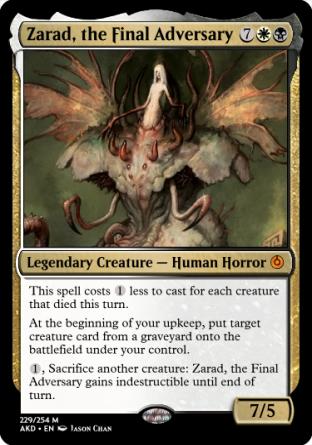 Zarad, the Final Adversary 7
Legendary Creature — Human Horror
This spell costs 1 less to cast for each creature
that died this turn.
At the beginning of your upkeep, put target
creature card from a graveyard onto the
battlefield under your control.
1, Sacrifice another creature: Zarad, the Final
Adversary gains indestructible until end of
turn.
7/5
229/254 M
AKD • EN Jason Chan